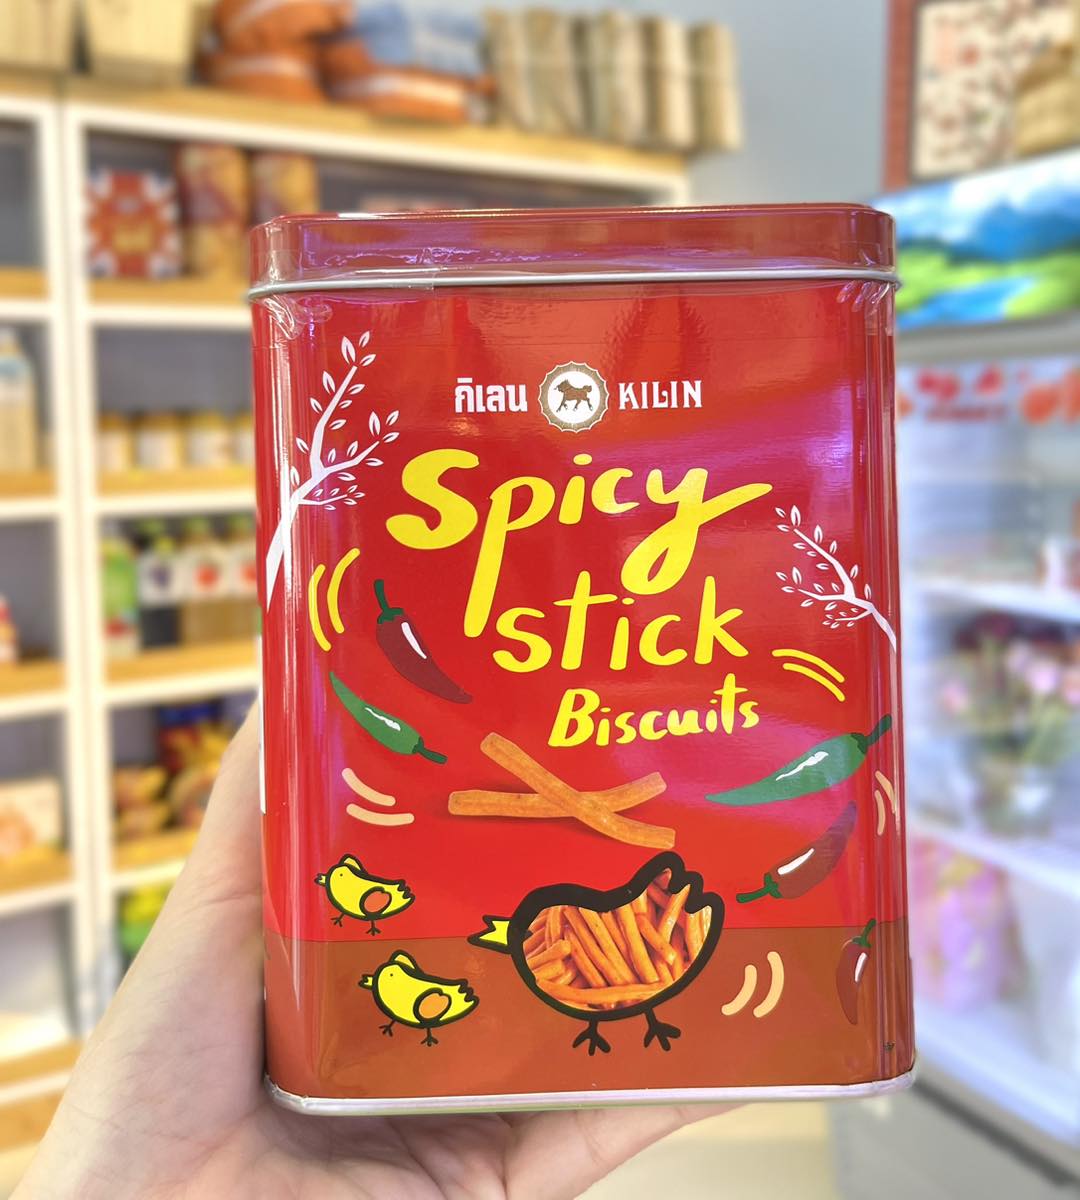 กิเลน KILIN
Spicy
stick
Biscuits